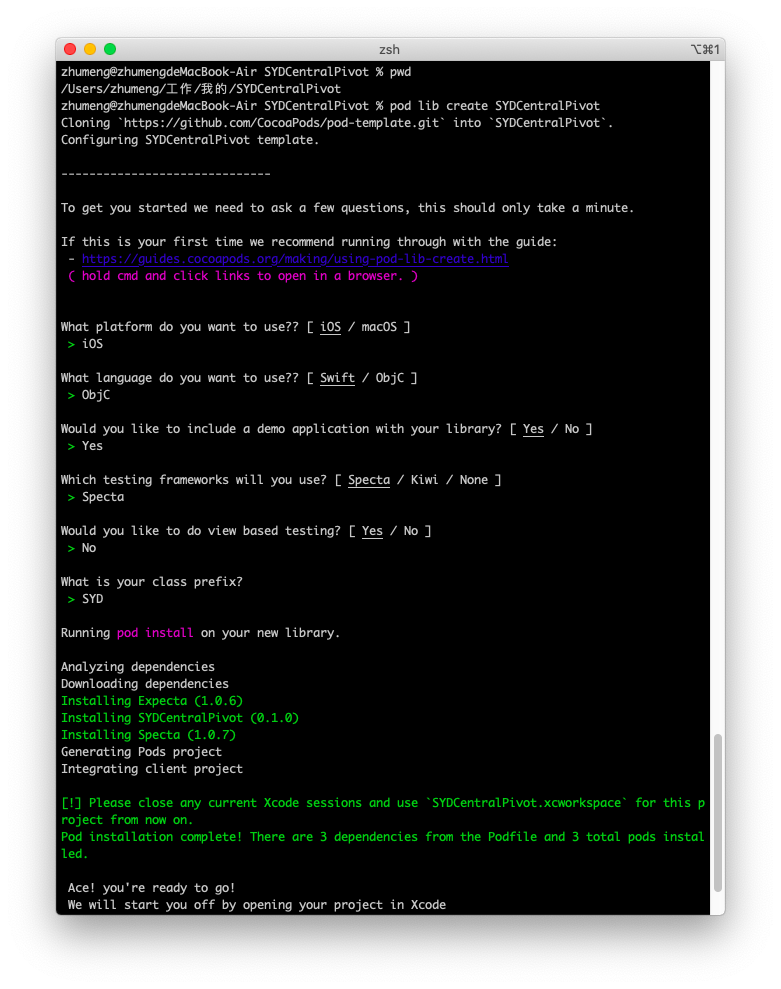 zsh
⌥⌘1
zhumeng@zhumengdeMacBook-Air SYDCentralPivot % pwd
/Users/zhumeng/工作/我的/SYDCentralPivot
zhumeng@zhumengdeMacBook-Air SYDCentralPivot % pod lib create SYDCentralPivot
Cloning `https://github.com/CocoaPods/pod-template.git` into `SYDCentralPivot`.
Configuring SYDCentralPivot template.
------------------------------
To get you started we need to ask a few questions, this should only take a minute.
If this is your first time we recommend running through with the guide:
- https://guides.cocoapods.org/making/using-pod-lib-create.html
( hold cmd and click links to open in a browser. )
What platform do you want to use?? [ iOS / macOS ]
> iOS
What language do you want to use?? [ Swift / ObjC ]
> ObjC
Would you like to include a demo application with your library? [ Yes / No ]
> Yes
Which testing frameworks will you use? [ Specta / Kiwi / None ]
> Specta
Would you like to do view based testing? [ Yes / No ]
> No
What is your class prefix?
> SYD
Running pod install on your new library.
Analyzing dependencies
Downloading dependencies
Installing Expecta (1.0.6)
Installing SYDCentralPivot (0.1.0)
Installing Specta (1.0.7)
Generating Pods project
Integrating client project
[!] Please close any current Xcode sessions and use `SYDCentralPivot.xcworkspace` for this p
roject from now on.
Pod installation complete! There are 3 dependencies from the Podfile and 3 total pods instal
led.
Ace! you're ready to go!
We will start you off by opening your project in Xcode